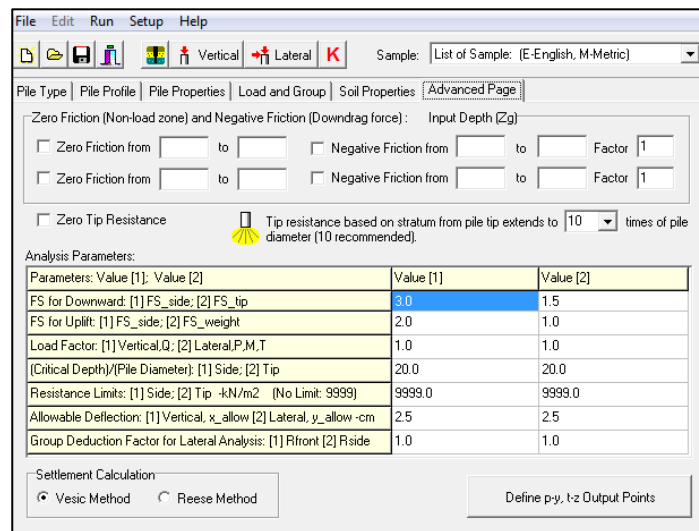 File Edit Run Setup Help
Vertical Lateral K Sample: List of Sample: (E-English, M-Metric)
Pile Type Pile Profile Pile Properties Load and Group Soil Properties Advanced Page
Zero Friction (Non-load zone) and Negative Friction (Downdrag force) : Input Depth (Zg)
Zero Friction from to Negative Friction from to Factor 1
Zero Friction from to Negative Friction from to Factor 1
Zero Tip Resistance Tip resistance based on stratum from pile tip extends to 10 times of pile
diameter (10 recommended).
Analysis Parameters:
Parameters: Value [1]; Value [2] Value [1] Value [2]
FS for Downward: [1] FS_side; [2] FS_tip 3.0 1.5
FS for Uplift: [1] FS_side; [2] FS_weight 2.0 1.0
Load Factor: [1] Vertical,Q; [2] Lateral,P,M,T 1.0 1.0
(Critical Depth)/(Pile Diameter): [1] Side; [2] Tip 20.0 20.0
Resistance Limits: [1] Side; [2] Tip -kN/m2 (No Limit: 9999) 9999.0 9999.0
Allowable Deflection: [1] Vertical, x_allow [2] Lateral, y_allow -cm 2.5 2.5
Group Deduction Factor for Lateral Analysis: [1] Rfront [2] Rside 1.0 1.0
Settlement Calculation
Vesic Method Reese Method Define p-y, t-z Output Points